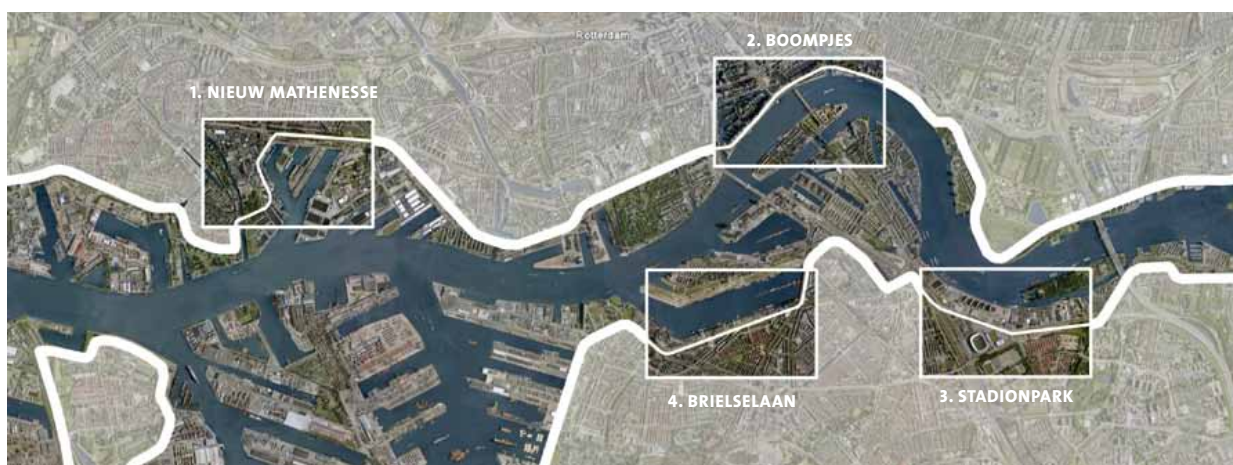 Rotterdam
2. BOOMPJES
1. NIEUW MATHENESSE
4. BRIELSELAAN
3. STADIONPARK